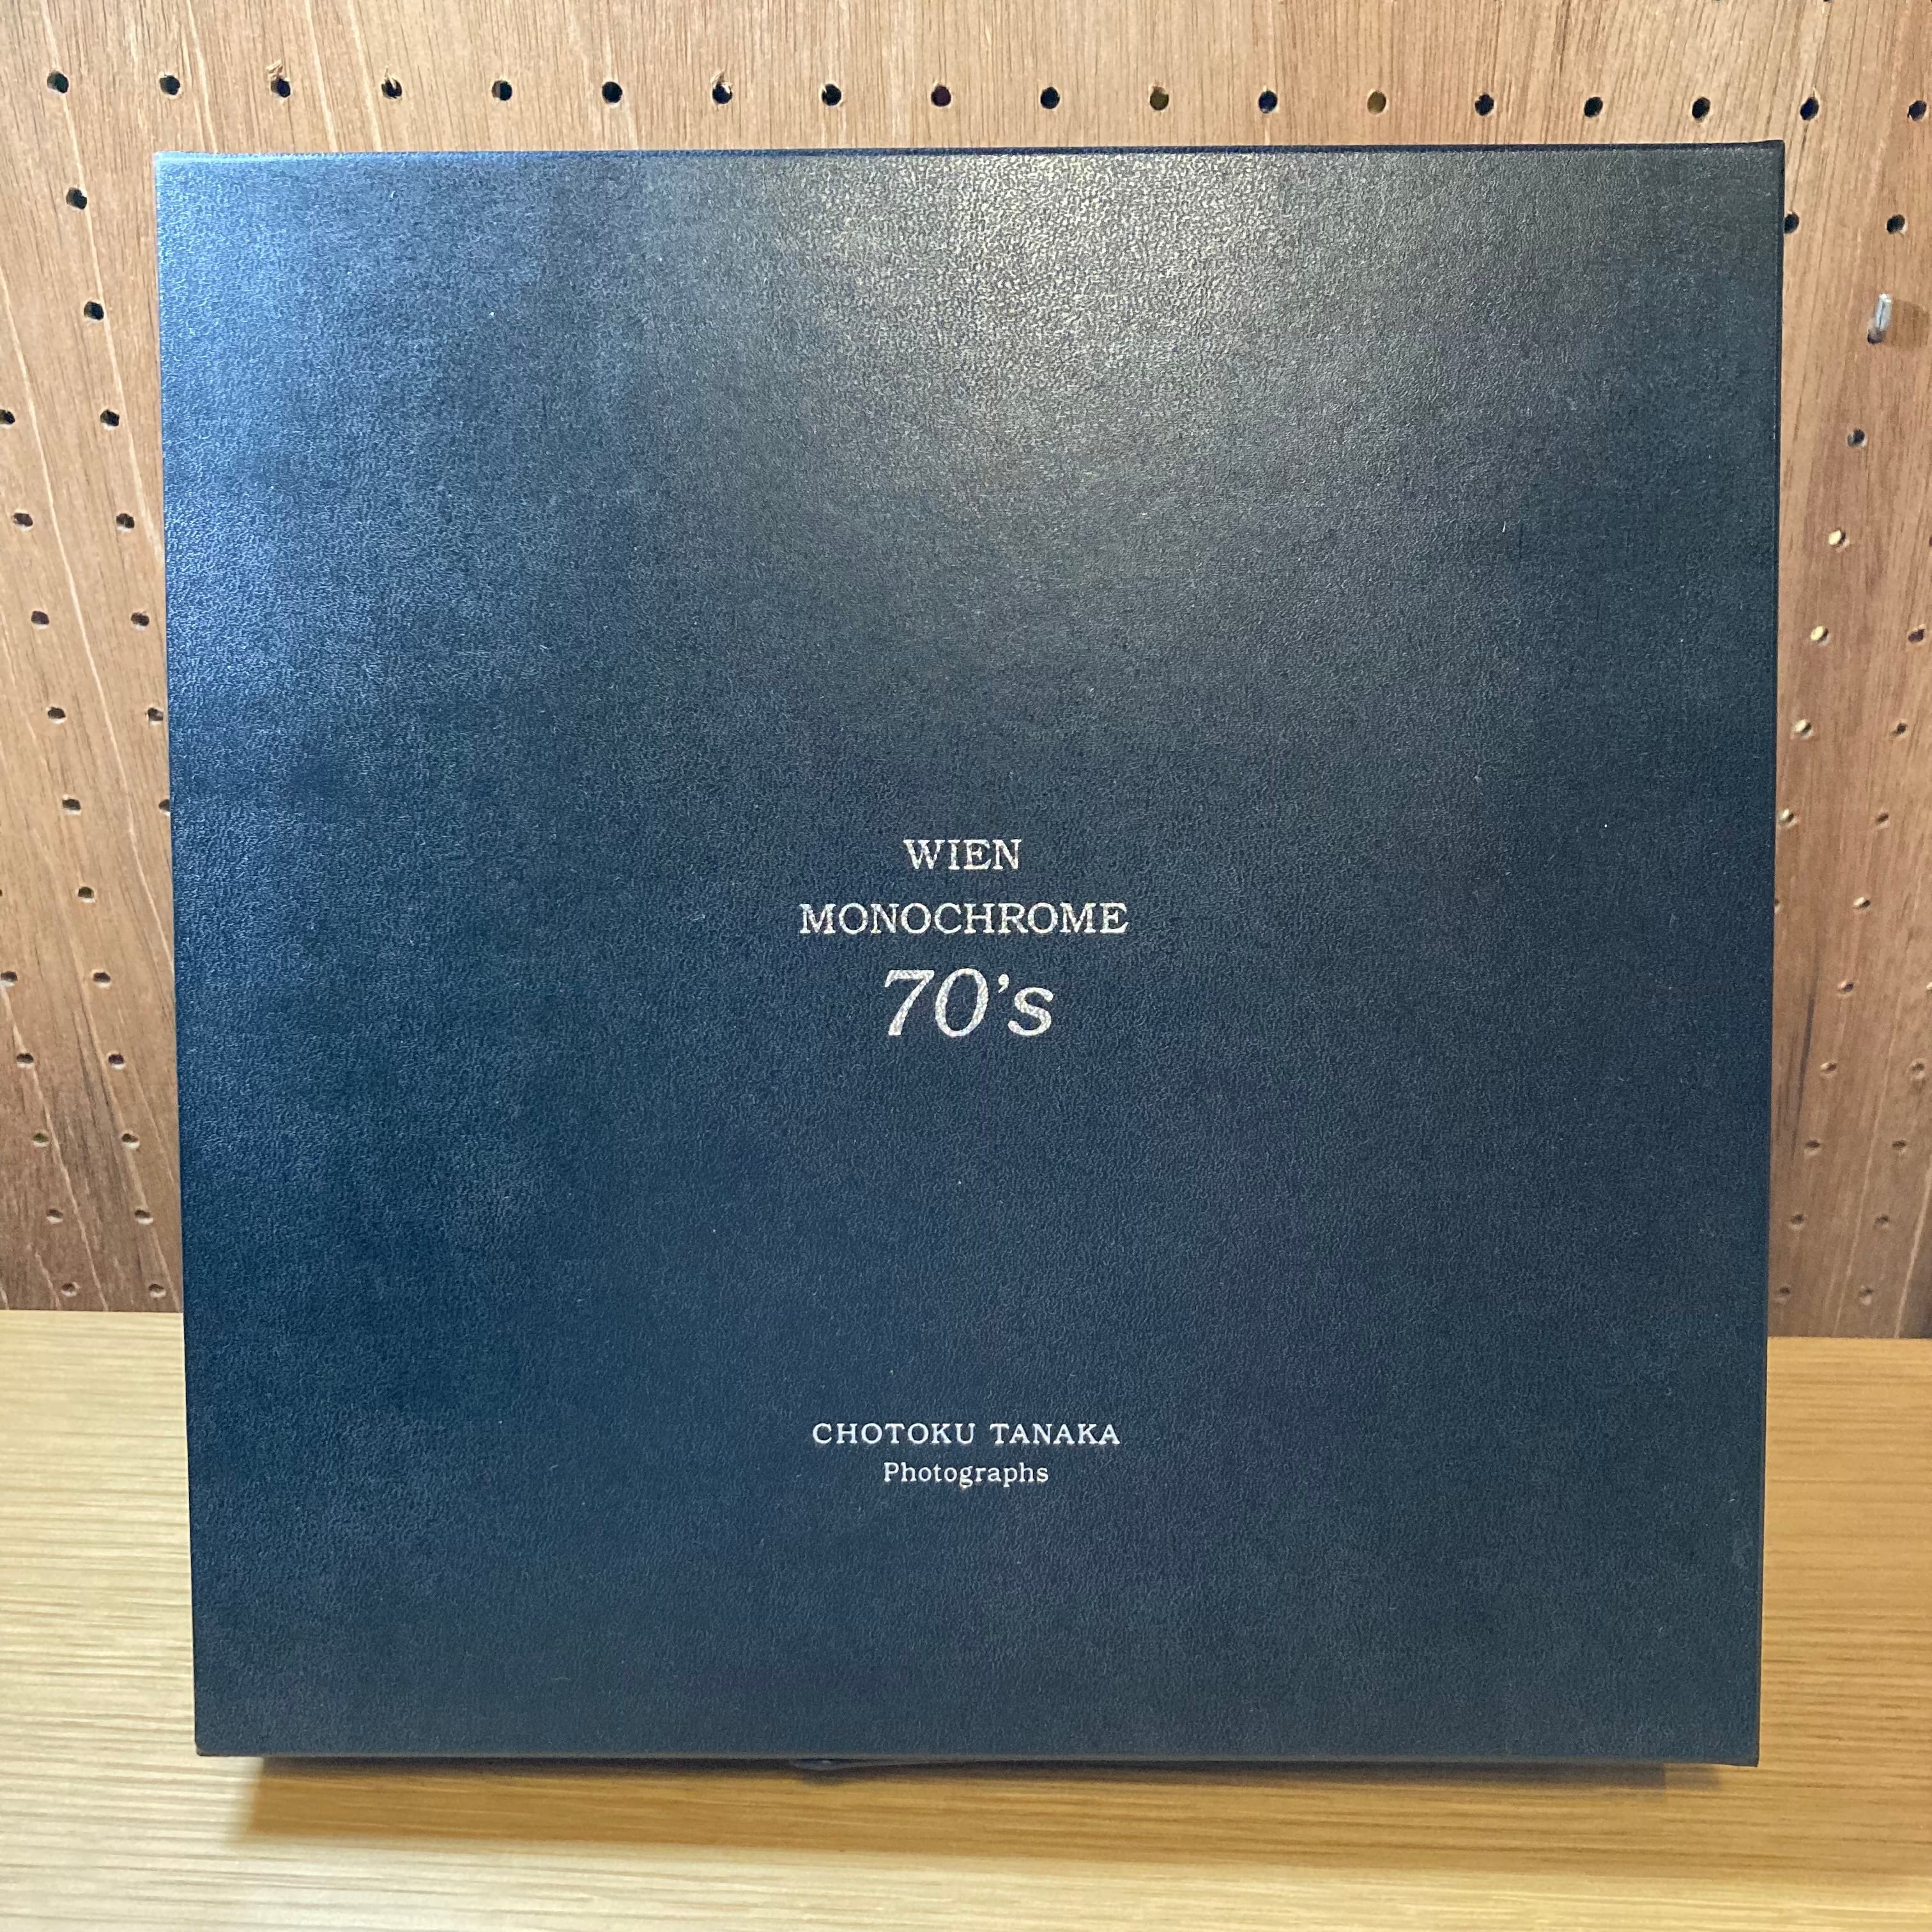 WIEN
MONOCHROME
70's
CHOTOKU TANAKA
Photographs